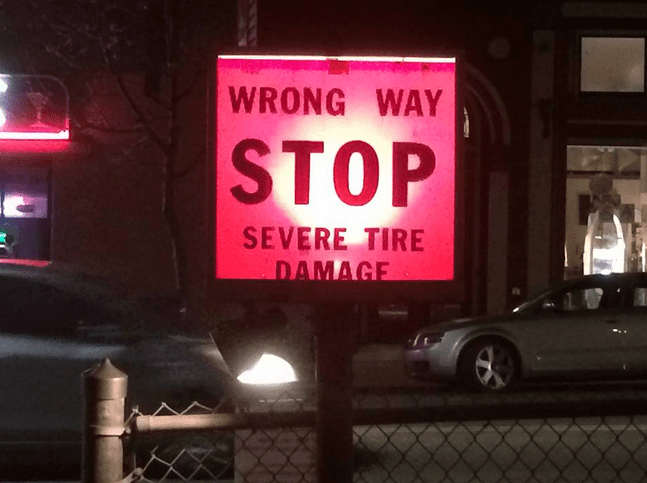 WRONG WAY
STOP
SEVERE TIRE
DAMAGE